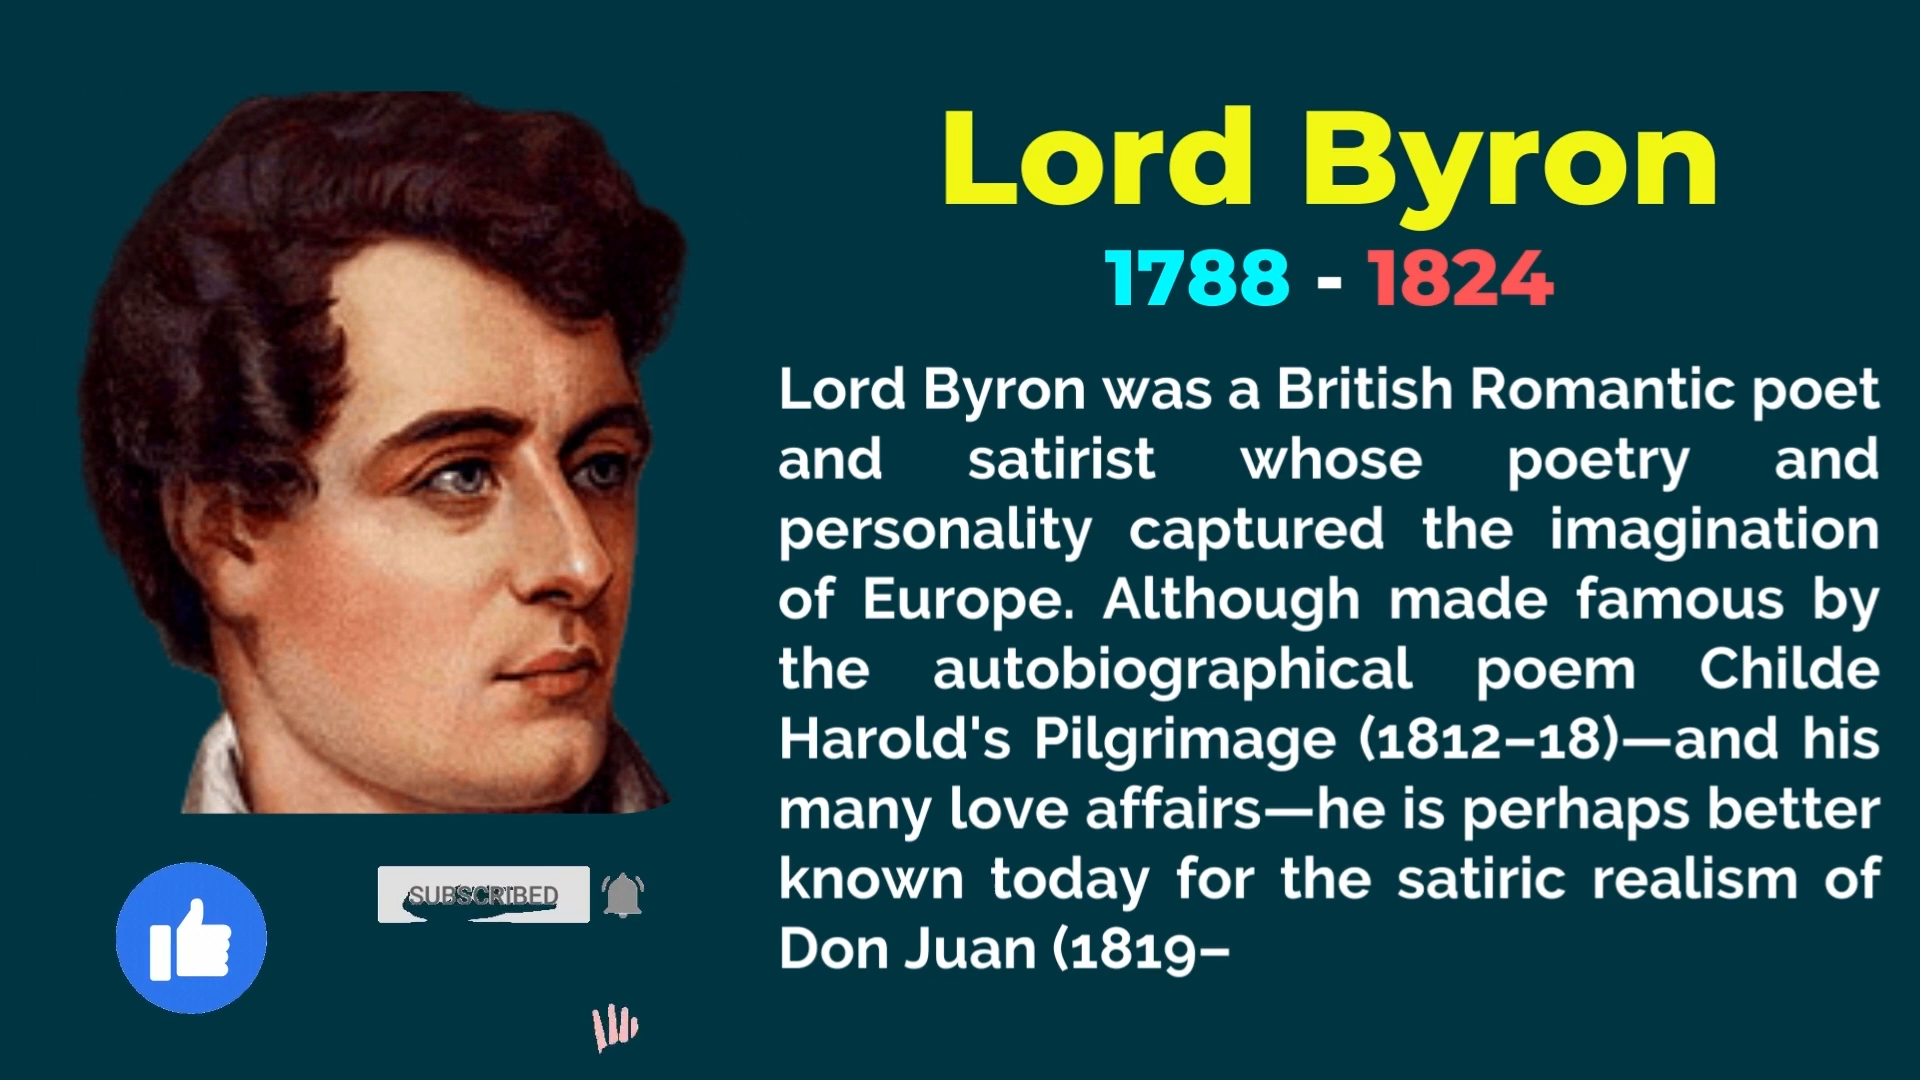 Lord Byron
1788 - 1824
Lord Byron was a British Romantic poet
and satirist whose poetry and
personality captured the imagination
of Europe. Although made famous by
the autobiographical poem Childe
Harold's Pilgrimage (1812–18)—and his
many love affairs—he is perhaps better
known today for the satiric realism of
Don Juan (1819–
SUBSCRIBED